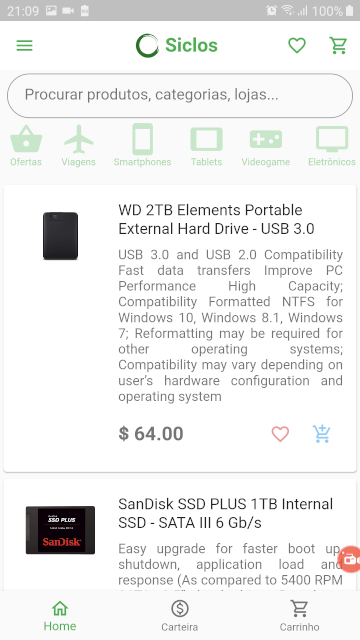 21:09
100%
Siclos
Procurar produtos, categorias, lojas...
Ofertas
Viagens
Smartphones
Tablets
Videogame
Eletrônicos
WD 2TB Elements Portable
External Hard Drive - USB 3.0
USB 3.0 and USB 2.0 Compatibility
Fast data transfers Improve PC
Performance High Capacity;
Compatibility Formatted NTFS for
Windows 10, Windows 8.1, Windows
7; Reformatting may be required for
other operating systems;
Compatibility may vary depending on
user's hardware configuration and
operating system
$ 64.00
SanDisk SSD PLUS 1TB Internal
SSD - SATA III 6 Gb/s
SSD PLUS
SanDisk
Easy upgrade for faster boot up,
shutdown, application load and
response (As compared to 5400 RPM
Home
Carteira
Carrinho